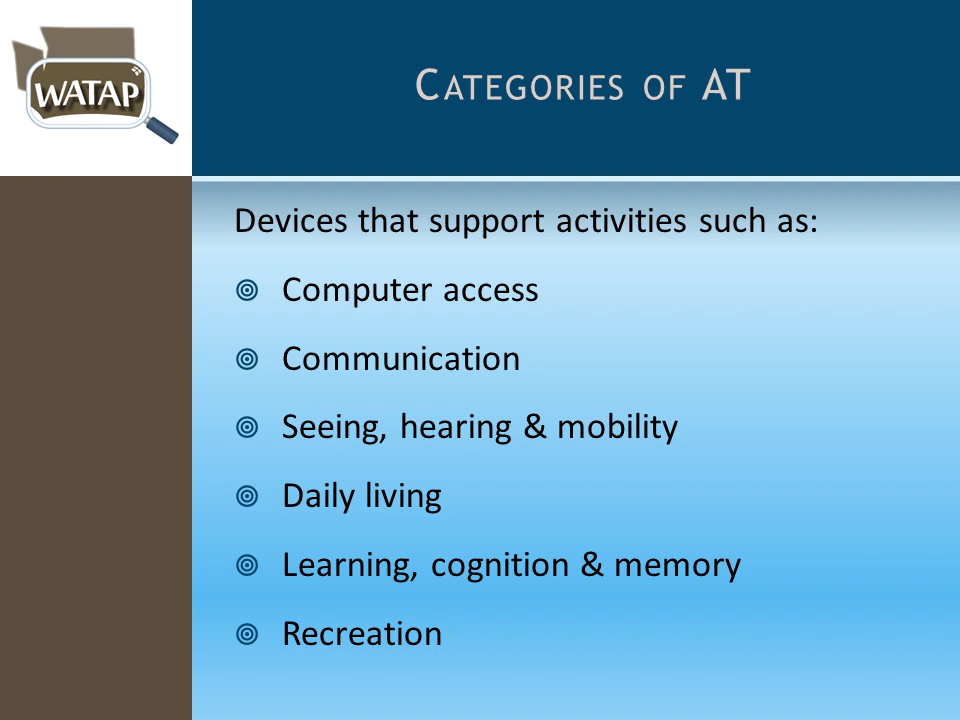 WATAP
CATEGORIES OF AT
Devices that support activities such as:
Computer access
Communication
Seeing, hearing & mobility
Daily living
Learning, cognition & memory
Recreation